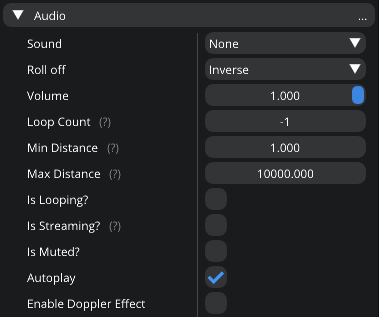 Audio ...
Sound None
Roll off Inverse
Volume 1.000
Loop Count (?) -1
Min Distance (?) 1.000
Max Distance (?) 10000.000
Is Looping?
Is Streaming? (?)
Is Muted?
Autoplay
Enable Doppler Effect